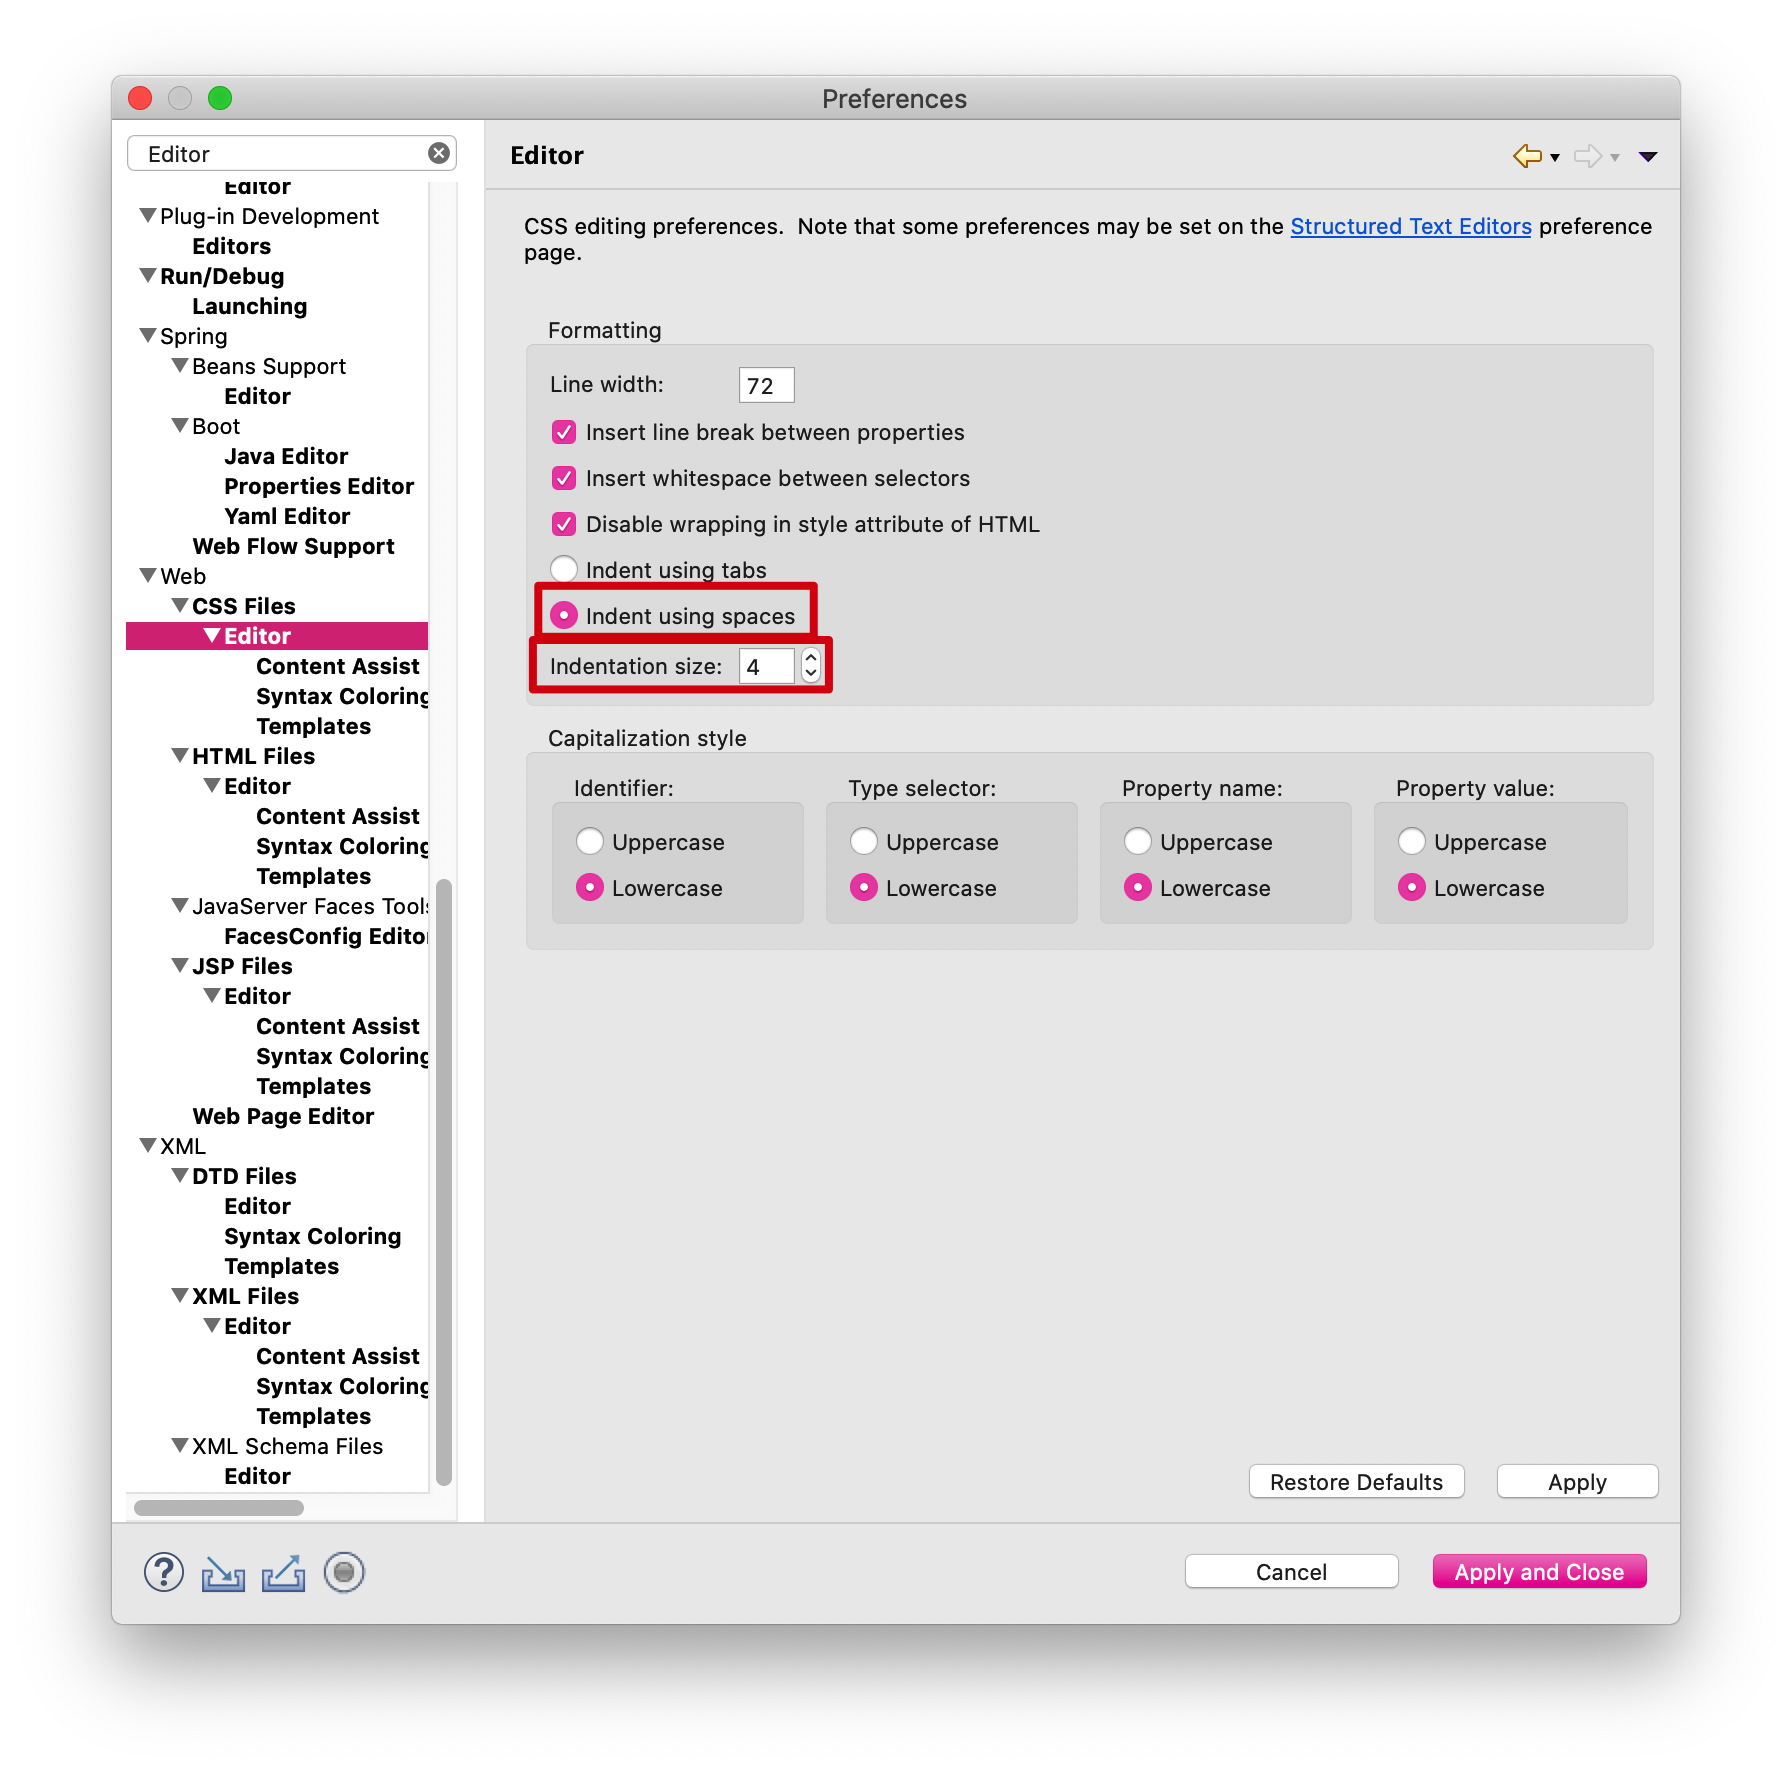 Preferences
Editor
Editor
Plug-in Development
Editors
Run/Debug
Launching
Spring
Beans Support
Editor
Boot
Java Editor
Properties Editor
Yaml Editor
Web Flow Support
Web
CSS Files
Editor
Content Assist
Syntax Coloring
Templates
HTML Files
Editor
Content Assist
Syntax Coloring
Templates
JavaServer Faces Tools
FacesConfig Editor
JSP Files
Editor
Content Assist
Syntax Coloring
Templates
Web Page Editor
XML
DTD Files
Editor
Syntax Coloring
Templates
XML Files
Editor
Content Assist
Syntax Coloring
Templates
XML Schema Files
Editor
Editor
CSS editing preferences.  Note that some preferences may be set on the Structured Text Editors preference
page.
Formatting
Line width: 72
Insert line break between properties
Insert whitespace between selectors
Disable wrapping in style attribute of HTML
Indent using tabs
Indent using spaces
Indentation size: 4
Capitalization style
Identifier: Type selector: Property name: Property value:
Uppercase Uppercase Uppercase Uppercase
Lowercase Lowercase Lowercase Lowercase
Restore Defaults Apply
Cancel Apply and Close